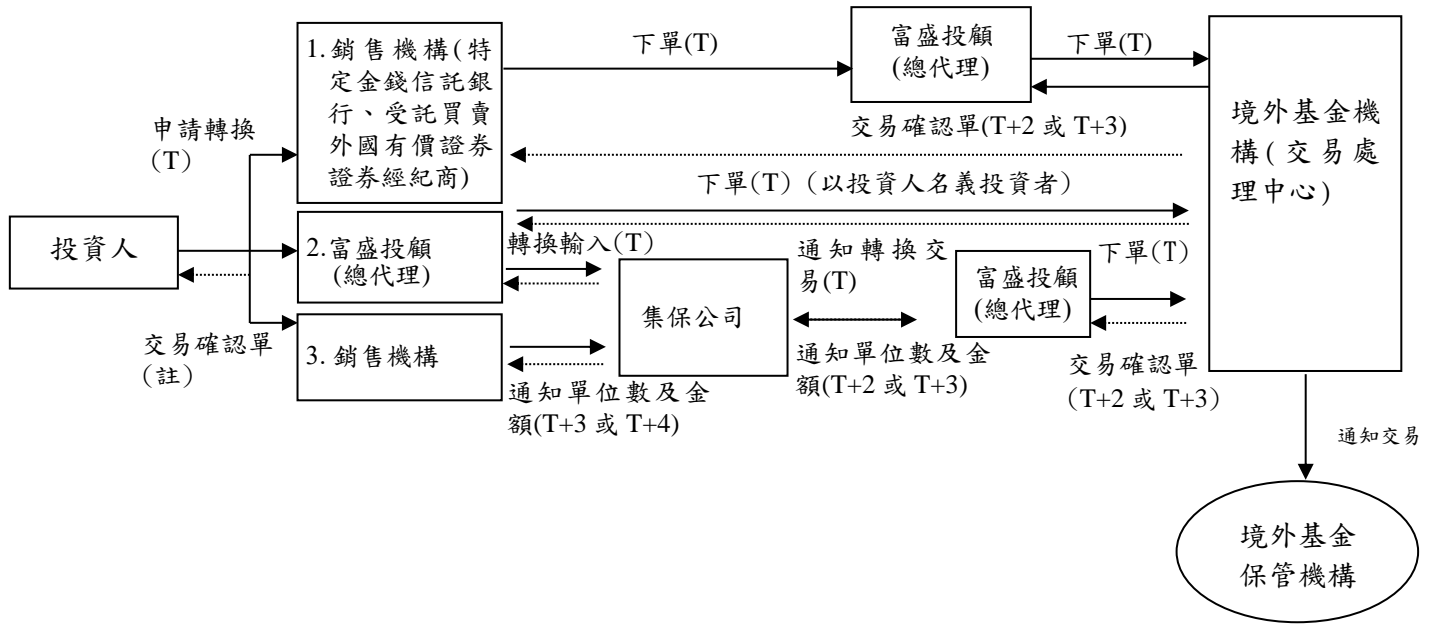 申請轉換
(T)
投資人
交易確認單
(註)
1. 銷售機構(特
定金錢信託銀
行、受託買賣
外國有價證券
證券經紀商)
2. 富盛投顧
(總代理)
3. 銷售機構
下單(T)
富盛投顧
(總代理)
下單(T)
交易確認單(T+2 或 T+3)
下單(T)(以投資人名義投資者)
轉換輸入(T)
集保公司
通知單位數及金
額(T+3 或 T+4)
通知轉換交
易(T)
通知單位數及金
額(T+2 或 T+3)
富盛投顧
(總代理)
下單(T)
交易確認單
(T+2 或 T+3)
境外基金機
構(交易處
理中心)
通知交易
境外基金
保管機構